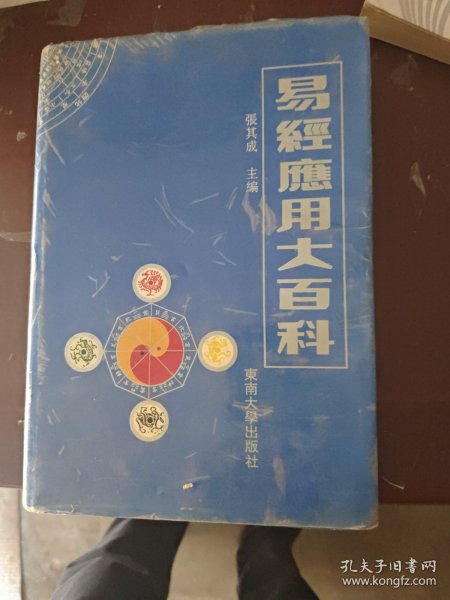 易經應用大百科
張其成 主编
東南大學出版社
孔夫子旧书网
www.kongfz.com